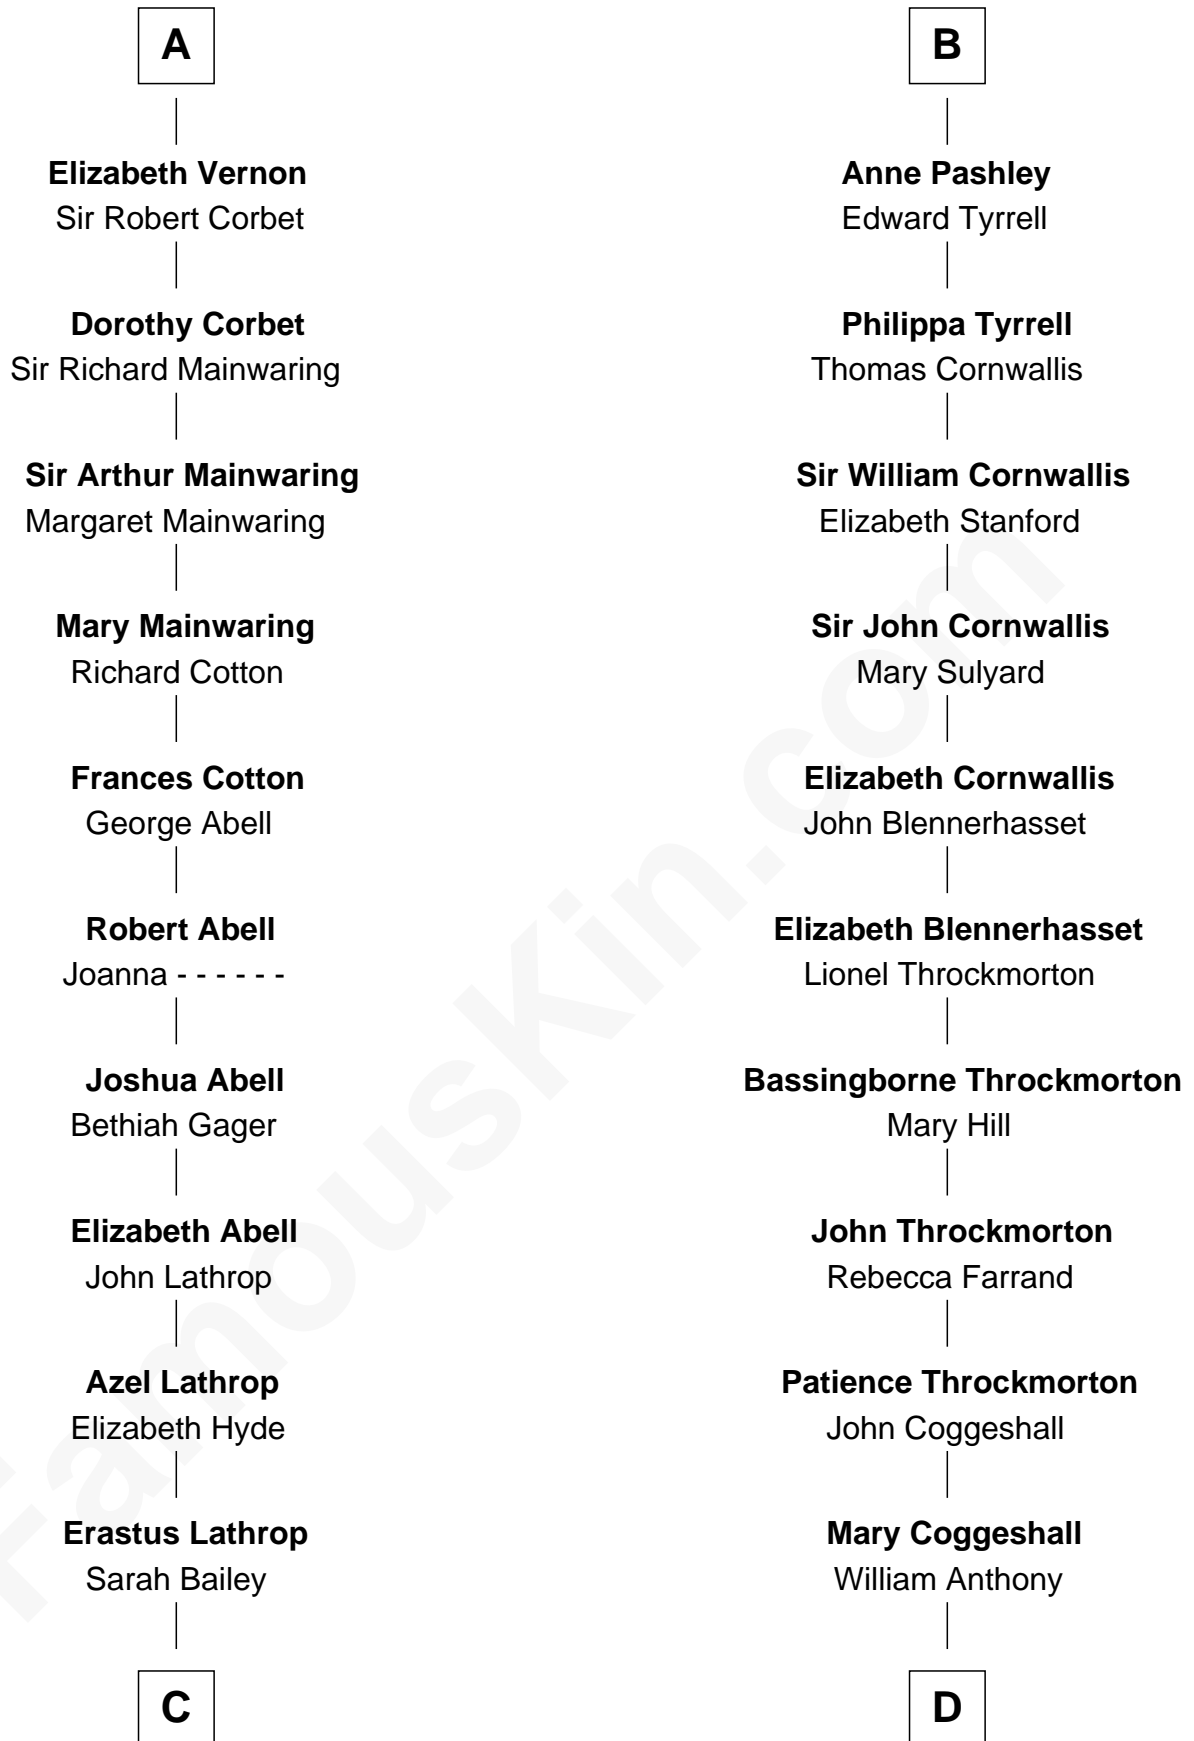 A
Elizabeth Vernon
Sir Robert Corbet
Dorothy Corbet
Sir Richard Mainwaring
Sir Arthur Mainwaring
Margaret Mainwaring
Mary Mainwaring
Richard Cotton
Frances Cotton
George Abell
Robert Abell
Joanna - - - - - -
Joshua Abell
Bethiah Gager
Elizabeth Abell
John Lathrop
Azel Lathrop
Elizabeth Hyde
Erastus Lathrop
Sarah Bailey
C
B
Anne Pashley
Edward Tyrrell
Philippa Tyrrell
Thomas Cornwallis
Sir William Cornwallis
Elizabeth Stanford
Sir John Cornwallis
Mary Sulyard
Elizabeth Cornwallis
John Blennerhasset
Elizabeth Blennerhasset
Lionel Throckmorton
Bassingborne Throckmorton
Mary Hill
John Throckmorton
Rebecca Farrand
Patience Throckmorton
John Coggeshall
Mary Coggeshall
William Anthony
D
FamousKin.com